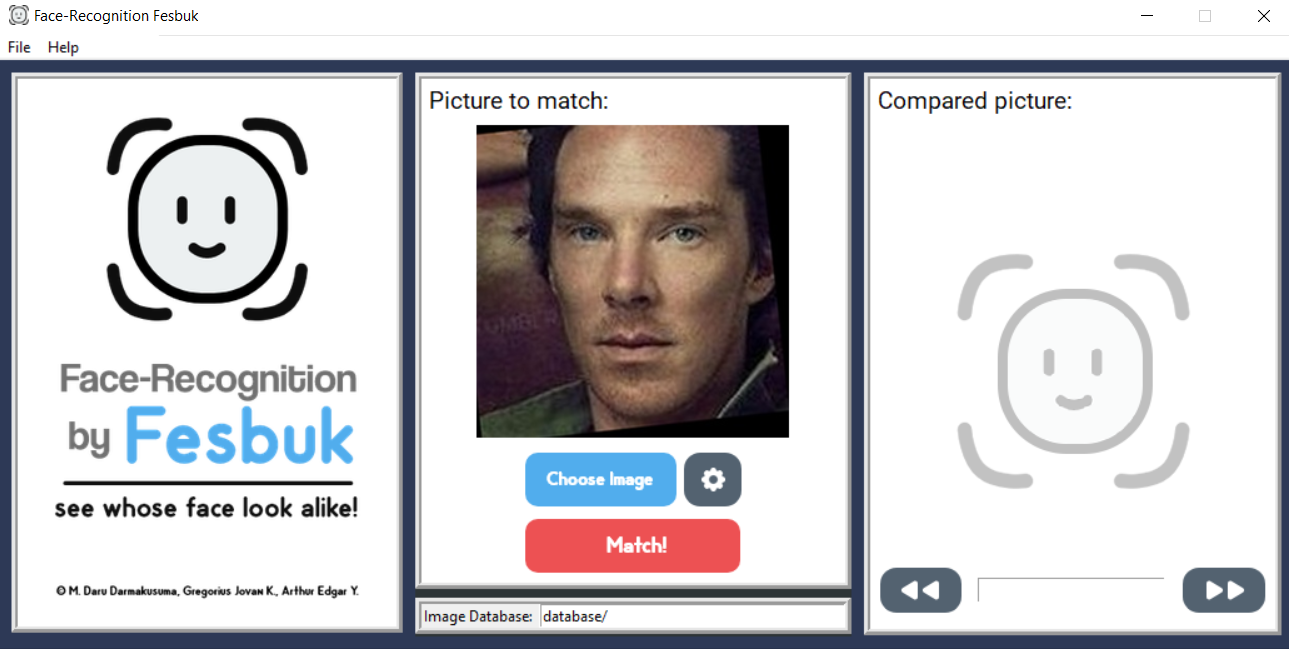 Face-Recognition Fesbuk
File Help
Face-Recognition
by Fesbuk
see whose face look alike!
© M. Daru Darmakusuma, Gregorius Jovan K., Arthur Edgar Y.
Picture to match:
Choose Image
Match!
Image Database: database/
Compared picture: